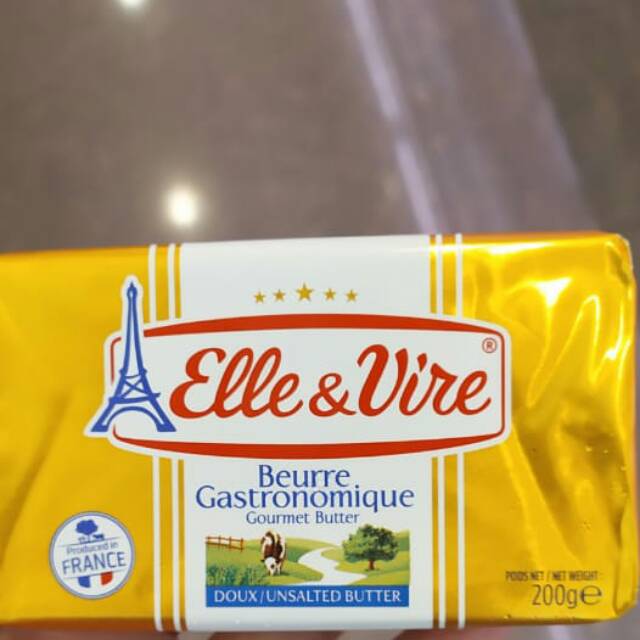 Elle & Vire®
Beurre
Gastronomique
Gourmet Butter
Produced in
FRANCE
DOUX/UNSALTED BUTTER
POIDS NET / NET WEIGHT:
200g℮